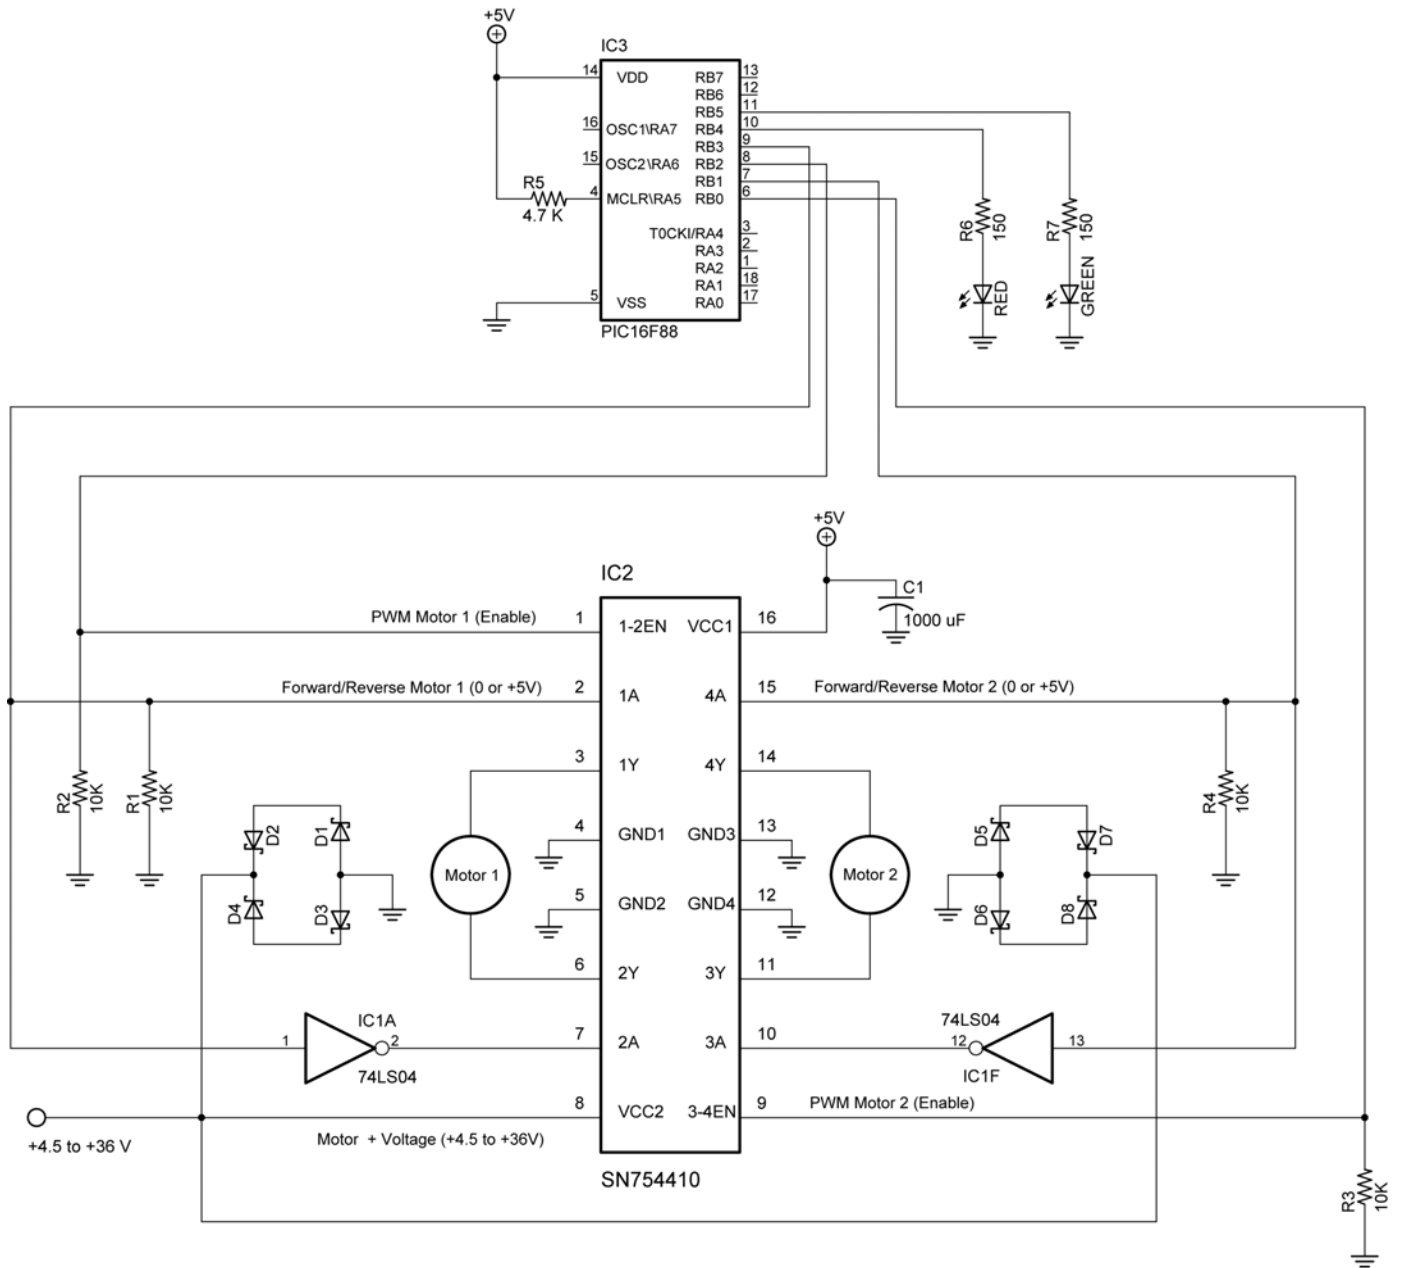 +5V
IC3
14 VDD RB7 13
RB6 12
RB5 11
16 OSC1\RA7 RB4 10
RB3 9
15 OSC2\RA6 RB2 8
RB1 7
R5
4 MCLR\RA5 RB0 6
4.7 K
T0CKI/RA4 3
RA3 2
RA2 1
RA1 18
5 VSS RA0 17
PIC16F88
R6
150
RED
R7
150
GREEN
+5V
IC2
C1
1000 uF
PWM Motor 1 (Enable) 1 1-2EN VCC1 16
Forward/Reverse Motor 1 (0 or +5V) 2 1A 4A 15 Forward/Reverse Motor 2 (0 or +5V)
3 1Y 4Y 14
R2
10K
R1
10K
D2
D1
4 GND1 GND3 13
D5
D7
R4
10K
Motor 1
Motor 2
D4
D3
5 GND2 GND4 12
D6
D8
6 2Y 3Y 11
IC1A
74LS04
1
2
7 2A 3A 10
12
13
74LS04
IC1F
8 VCC2 3-4EN 9 PWM Motor 2 (Enable)
+4.5 to +36 V
Motor + Voltage (+4.5 to +36V)
SN754410
R3
10K